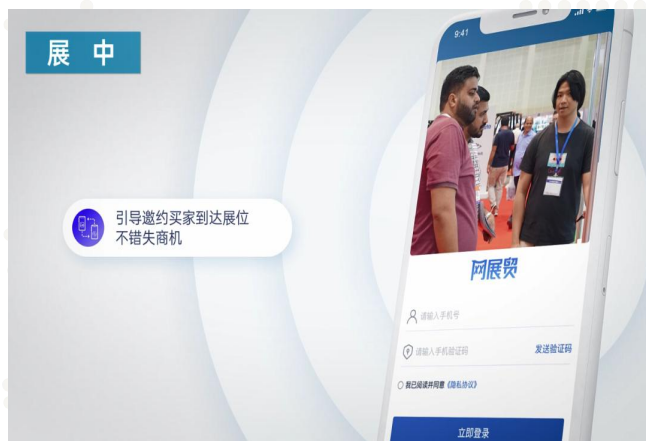 展 中
9:41
引导邀约买家到达展位
不错失商机
网展贸
请输入手机号
请输入手机验证码 发送验证码
我已阅读并同意《隐私协议》
立即登录